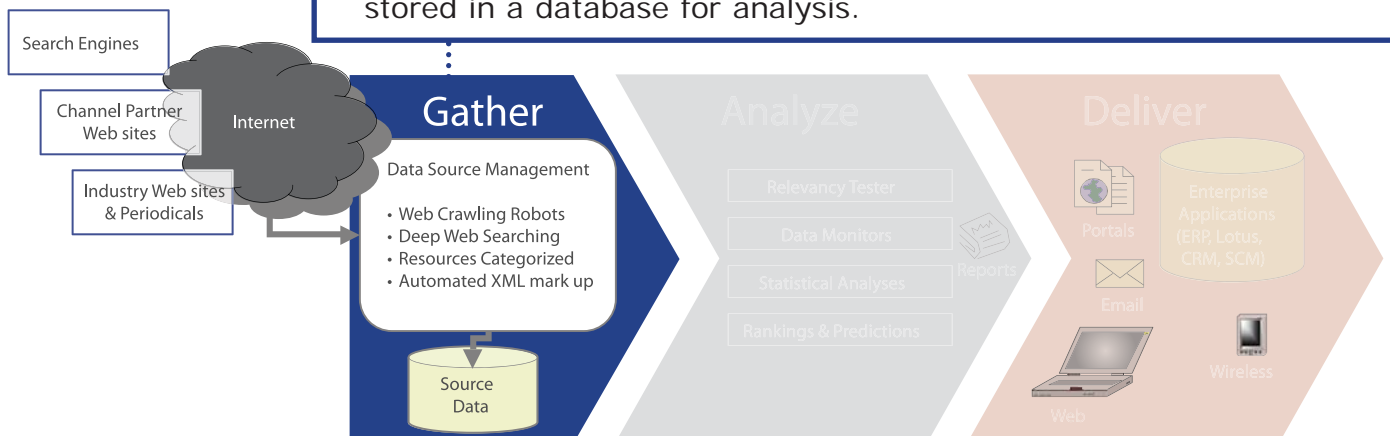 stored in a database for analysis.
Search Engines
Channel Partner
Web sites
Industry Web sites
& Periodicals
Internet
Gather
Data Source Management
• Web Crawling Robots
• Deep Web Searching
• Resources Categorized
• Automated XML mark up
Source
Data
Analyze
Relevancy Tester
Data Monitors
Statistical Analyses
Rankings & Predictions
Reports
Deliver
Portals
Email
Web
Enterprise
Applications
(ERP, Lotus,
CRM, SCM)
Wireless